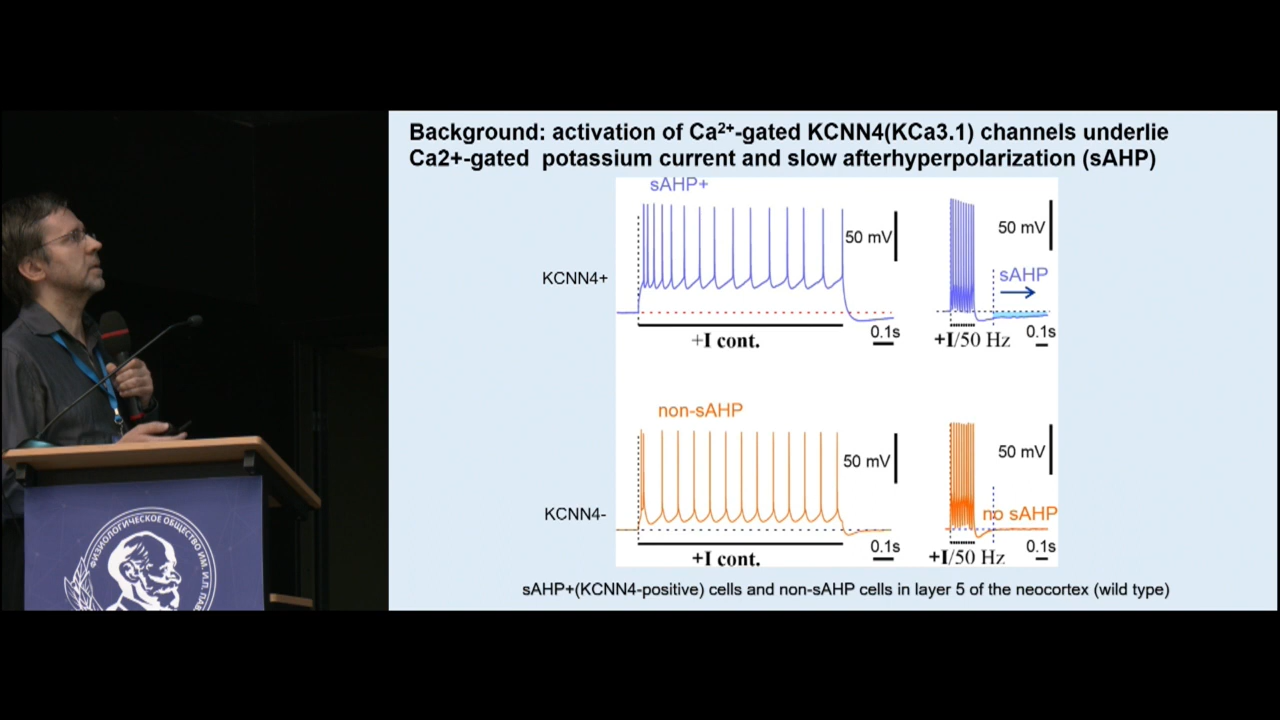 Background: activation of Ca²⁺-gated KCNN4(KCa3.1) channels underlie
Ca2+-gated potassium current and slow afterhyperpolarization (sAHP)
sAHP+
50 mV
50 mV
KCNN4+
sAHP
0.1s
0.1s
+I cont.
+I/50 Hz
non-sAHP
50 mV
50 mV
KCNN4-
no sAHP
0.1s
0.1s
+I cont.
+I/50 Hz
sAHP+(KCNN4-positive) cells and non-sAHP cells in layer 5 of the neocortex (wild type)
ФИЗИОЛОГИЧЕСКОЕ ОБЩЕСТВО ИМ. И.П.